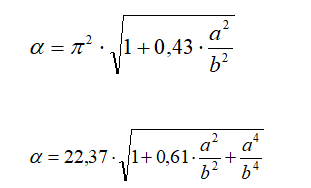 α = π² · √(1 + 0,43 · a²/b²)
α = 22,37 · √(1 + 0,61 · a²/b² + a⁴/b⁴)